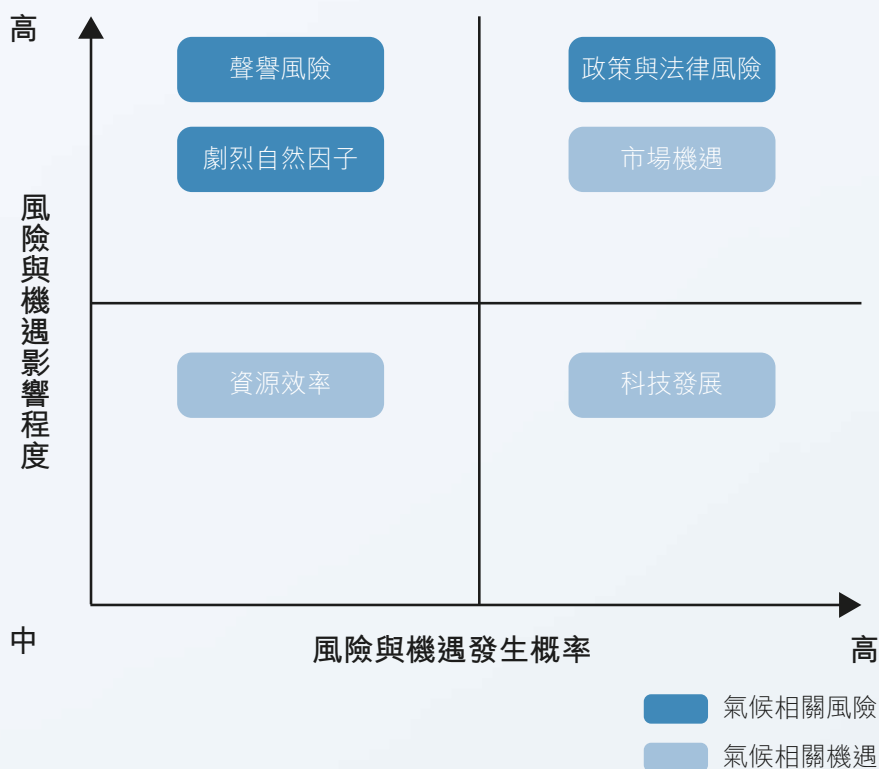 高
聲譽風險
政策與法律風險
劇烈自然因子
市場機遇
風險與機遇影響程度
資源效率
科技發展
中
風險與機遇發生概率
高
氣候相關風險
氣候相關機遇